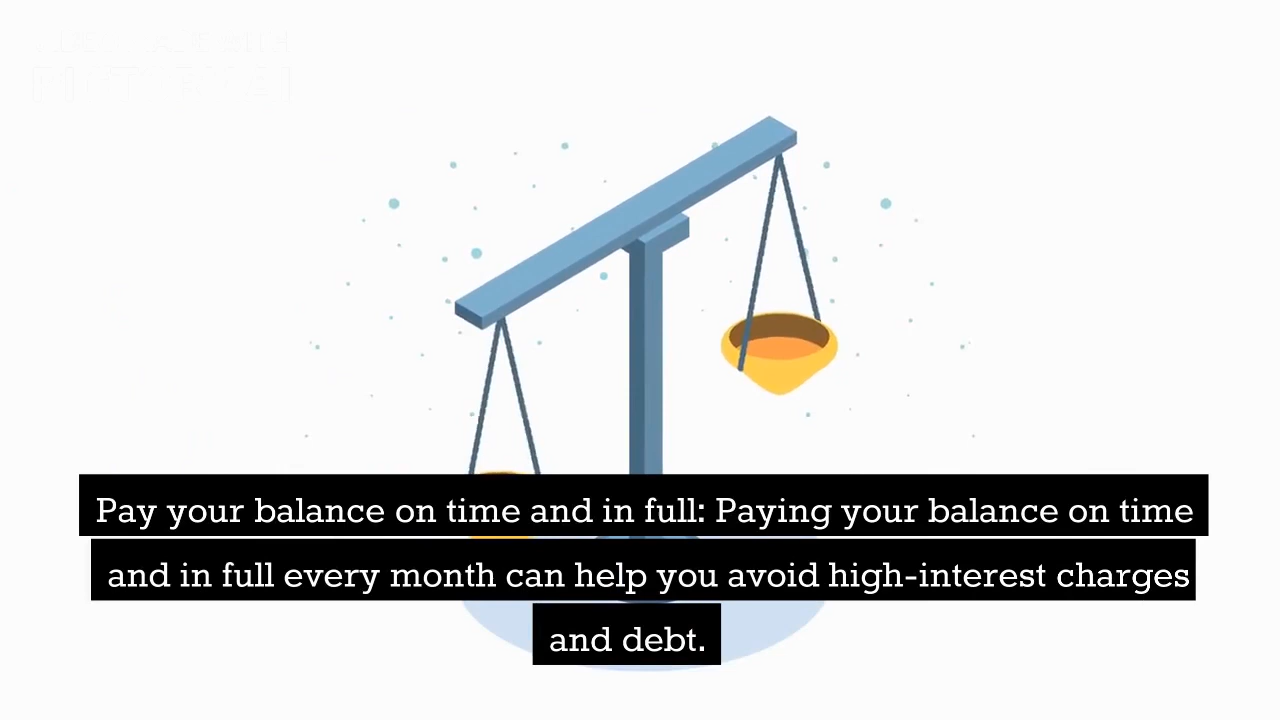 Pay your balance on time and in full: Paying your balance on time
and in full every month can help you avoid high-interest charges
and debt.